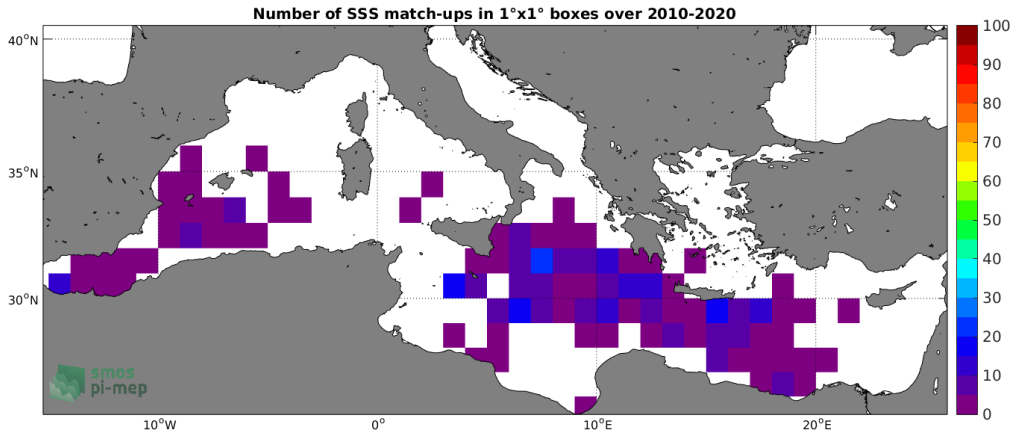 Number of SSS match-ups in 1°x1° boxes over 2010-2020
40°N
35°N
30°N
10°W
0°
10°E
20°E
100
90
80
70
60
50
40
30
20
10
0
smos
pi-mep